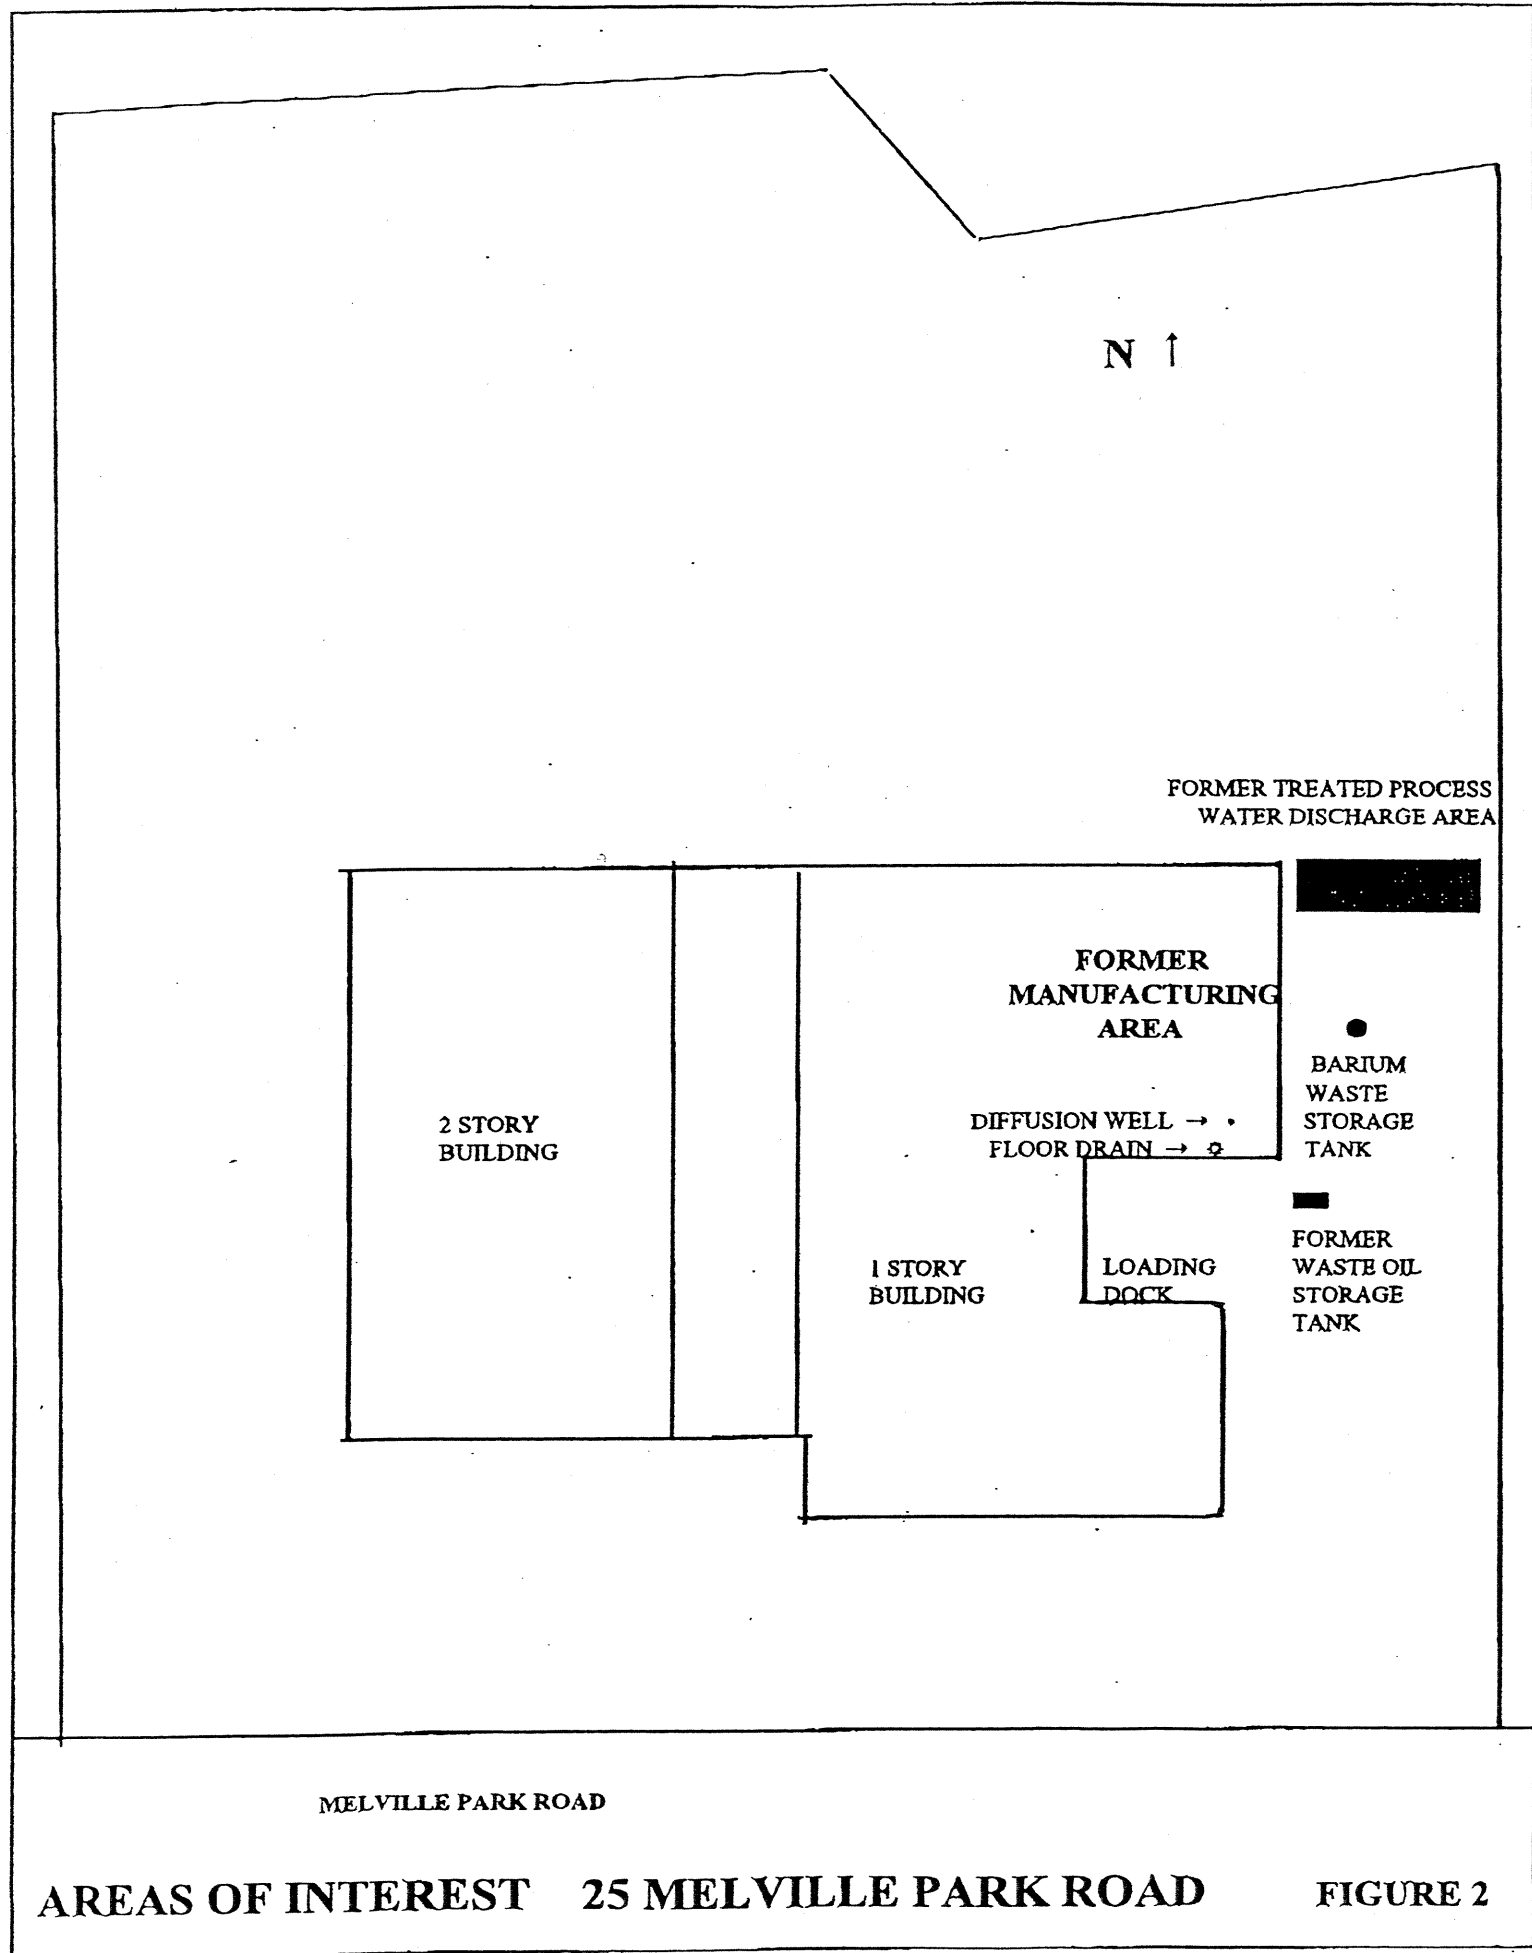 N ↑
FORMER TREATED PROCESS
WATER DISCHARGE AREA
FORMER
MANUFACTURING
AREA
BARIUM
WASTE
STORAGE
TANK
2 STORY
BUILDING
DIFFUSION WELL →
FLOOR DRAIN →
1 STORY
BUILDING
LOADING
DOCK
FORMER
WASTE OIL
STORAGE
TANK
MELVILLE PARK ROAD
AREAS OF INTEREST 25 MELVILLE PARK ROAD FIGURE 2